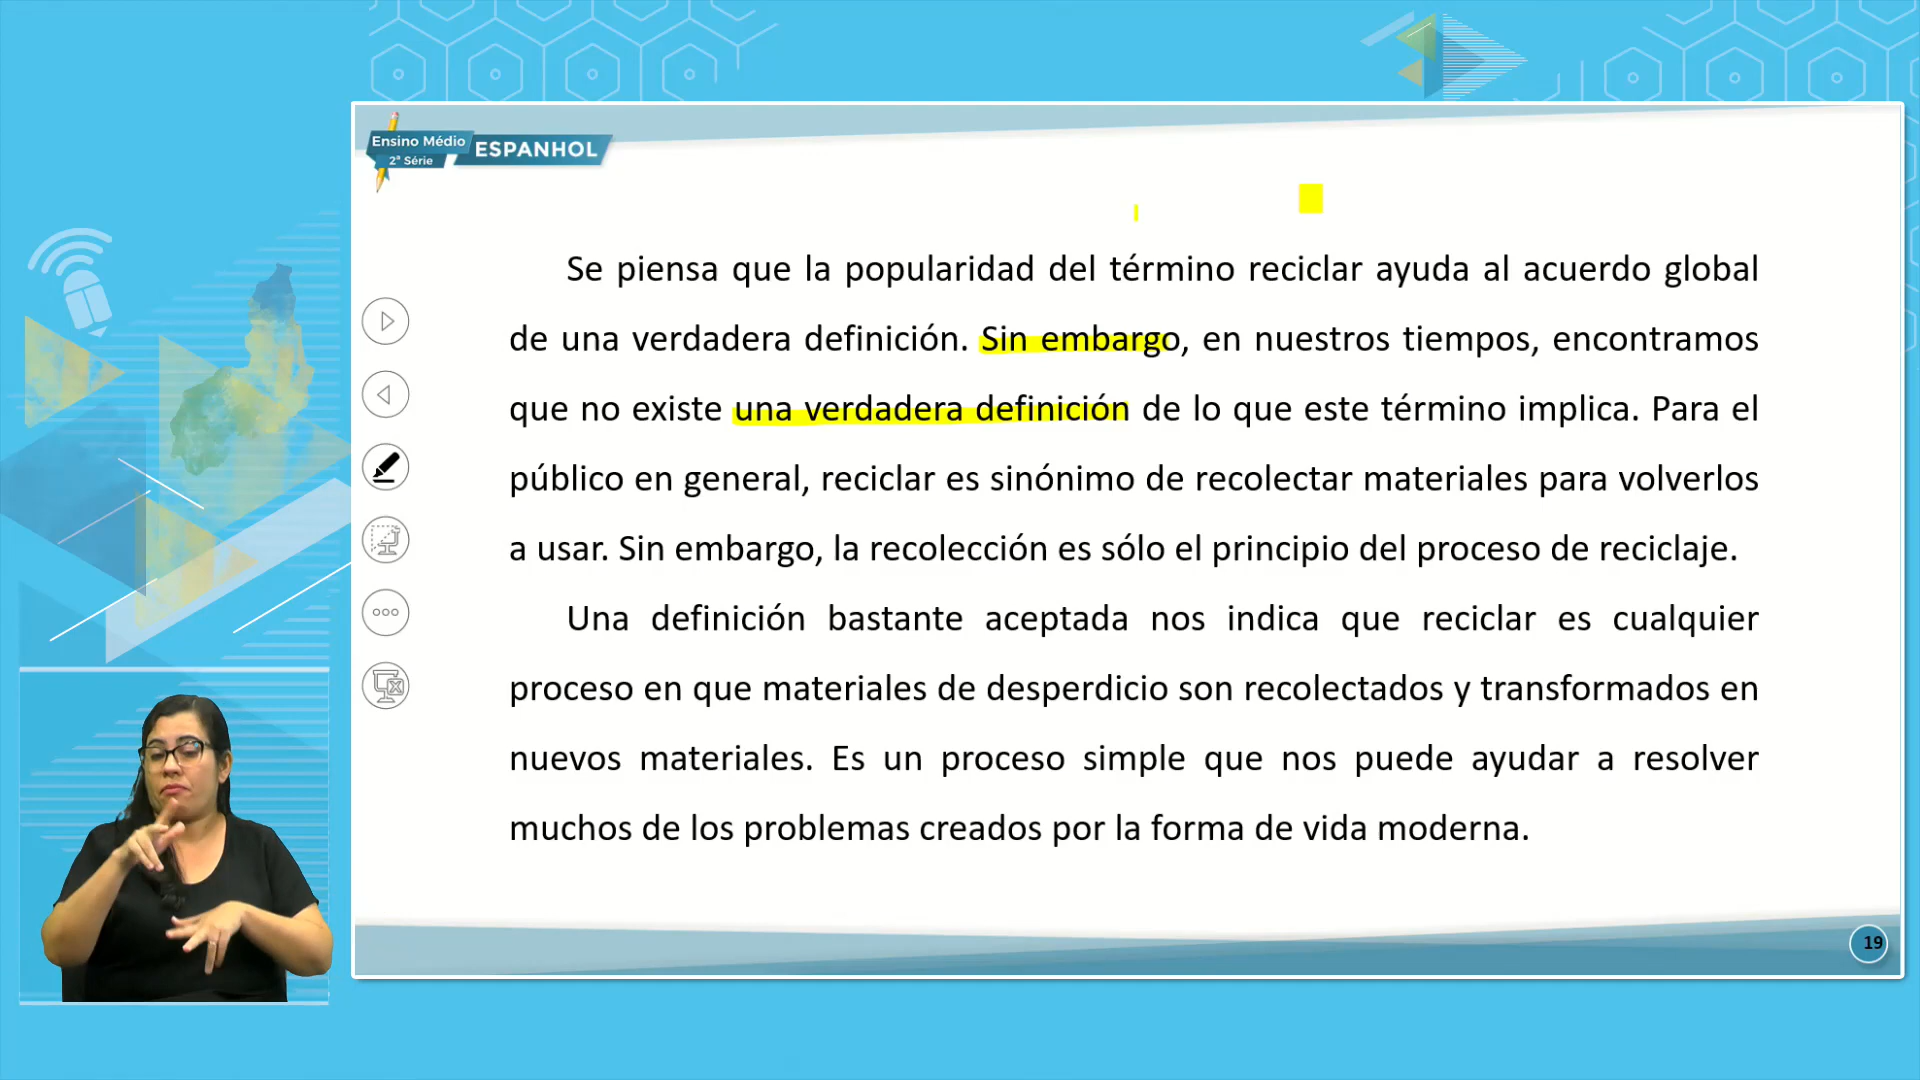 Ensino Médio
2ª Série
ESPANHOL
Se piensa que la popularidad del término reciclar ayuda al acuerdo global
de una verdadera definición. Sin embargo, en nuestros tiempos, encontramos
que no existe una verdadera definición de lo que este término implica. Para el
público en general, reciclar es sinónimo de recolectar materiales para volverlos
a usar. Sin embargo, la recolección es sólo el principio del proceso de reciclaje.
Una definición bastante aceptada nos indica que reciclar es cualquier
proceso en que materiales de desperdicio son recolectados y transformados en
nuevos materiales. Es un proceso simple que nos puede ayudar a resolver
muchos de los problemas creados por la forma de vida moderna.
19